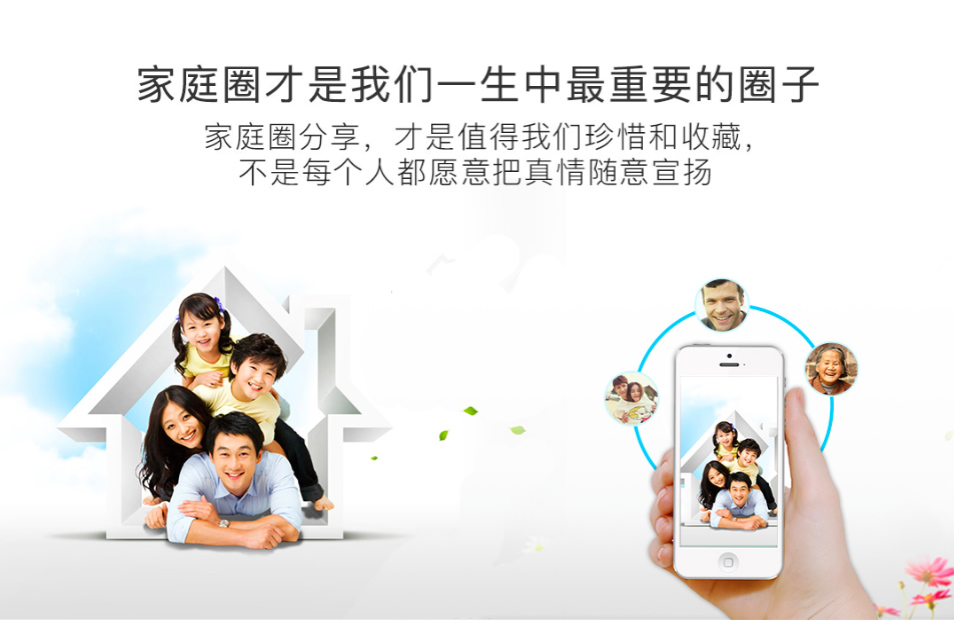 家庭圈才是我们一生中最重要的圈子
家庭圈分享，才是值得我们珍惜和收藏，
不是每个人都愿意把真情随意宣扬